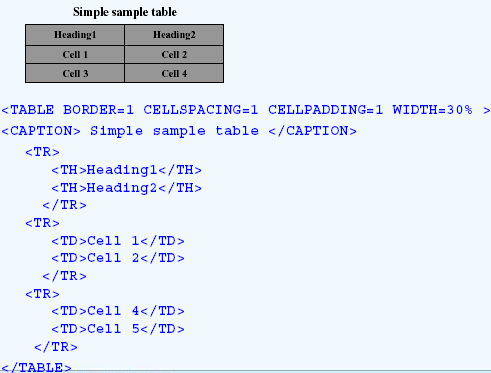 Simple sample table
Heading1 Heading2
Cell 1 Cell 2
Cell 3 Cell 4
<TABLE BORDER=1 CELLSPACING=1 CELLPADDING=1 WIDTH=30% >
<CAPTION> Simple sample table </CAPTION>
<TR>
<TH>Heading1</TH>
<TH>Heading2</TH>
</TR>
<TR>
<TD>Cell 1</TD>
<TD>Cell 2</TD>
</TR>
<TR>
<TD>Cell 4</TD>
<TD>Cell 5</TD>
</TR>
</TABLE>